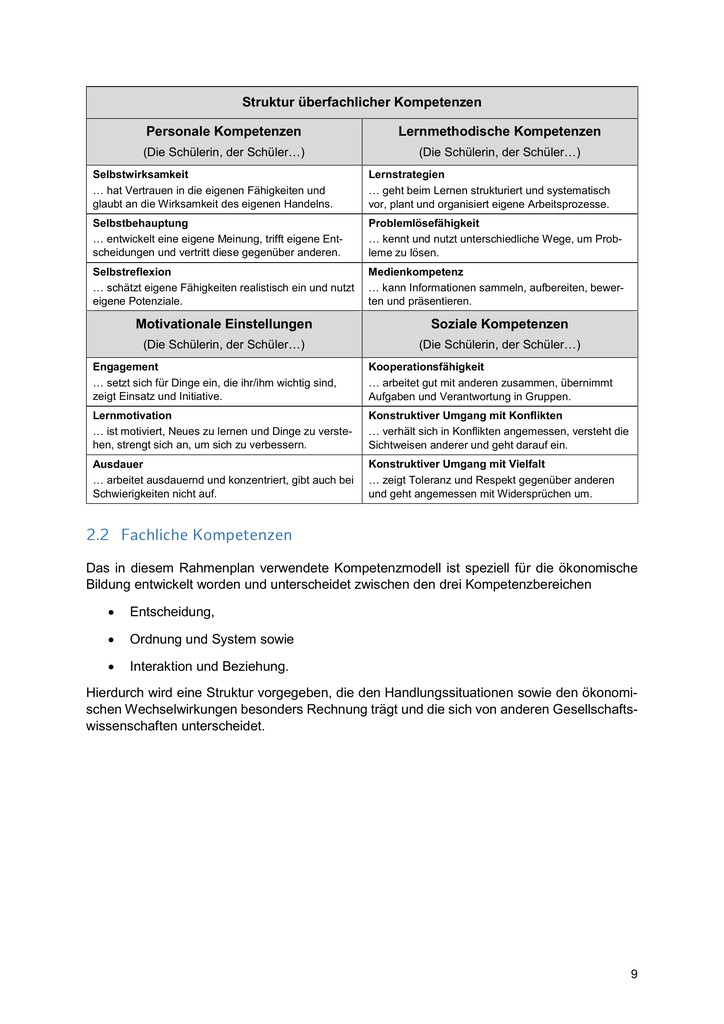 Struktur überfachlicher Kompetenzen
Personale Kompetenzen
(Die Schülerin, der Schüler…)
Lernmethodische Kompetenzen
(Die Schülerin, der Schüler…)
Selbstwirksamkeit
… hat Vertrauen in die eigenen Fähigkeiten und
glaubt an die Wirksamkeit des eigenen Handelns.
Lernstrategien
… geht beim Lernen strukturiert und systematisch
vor, plant und organisiert eigene Arbeitsprozesse.
Selbstbehauptung
… entwickelt eine eigene Meinung, trifft eigene Ent-
scheidungen und vertritt diese gegenüber anderen.
Problemlösefähigkeit
… kennt und nutzt unterschiedliche Wege, um Prob-
leme zu lösen.
Selbstreflexion
… schätzt eigene Fähigkeiten realistisch ein und nutzt
eigene Potenziale.
Medienkompetenz
… kann Informationen sammeln, aufbereiten, bewer-
ten und präsentieren.
Motivationale Einstellungen
(Die Schülerin, der Schüler…)
Soziale Kompetenzen
(Die Schülerin, der Schüler…)
Engagement
… setzt sich für Dinge ein, die ihr/ihm wichtig sind,
zeigt Einsatz und Initiative.
Kooperationsfähigkeit
… arbeitet gut mit anderen zusammen, übernimmt
Aufgaben und Verantwortung in Gruppen.
Lernmotivation
… ist motiviert, Neues zu lernen und Dinge zu verste-
hen, strengt sich an, um sich zu verbessern.
Konstruktiver Umgang mit Konflikten
… verhält sich in Konflikten angemessen, versteht die
Sichtweisen anderer und geht darauf ein.
Ausdauer
… arbeitet ausdauernd und konzentriert, gibt auch bei
Schwierigkeiten nicht auf.
Konstruktiver Umgang mit Vielfalt
… zeigt Toleranz und Respekt gegenüber anderen
und geht angemessen mit Widersprüchen um.
2.2 Fachliche Kompetenzen
Das in diesem Rahmenplan verwendete Kompetenzmodell ist speziell für die ökonomische
Bildung entwickelt worden und unterscheidet zwischen den drei Kompetenzbereichen
• Entscheidung,
• Ordnung und System sowie
• Interaktion und Beziehung.
Hierdurch wird eine Struktur vorgegeben, die den Handlungssituationen sowie den ökonomi-
schen Wechselwirkungen besonders Rechnung trägt und die sich von anderen Gesellschafts-
wissenschaften unterscheidet.
9